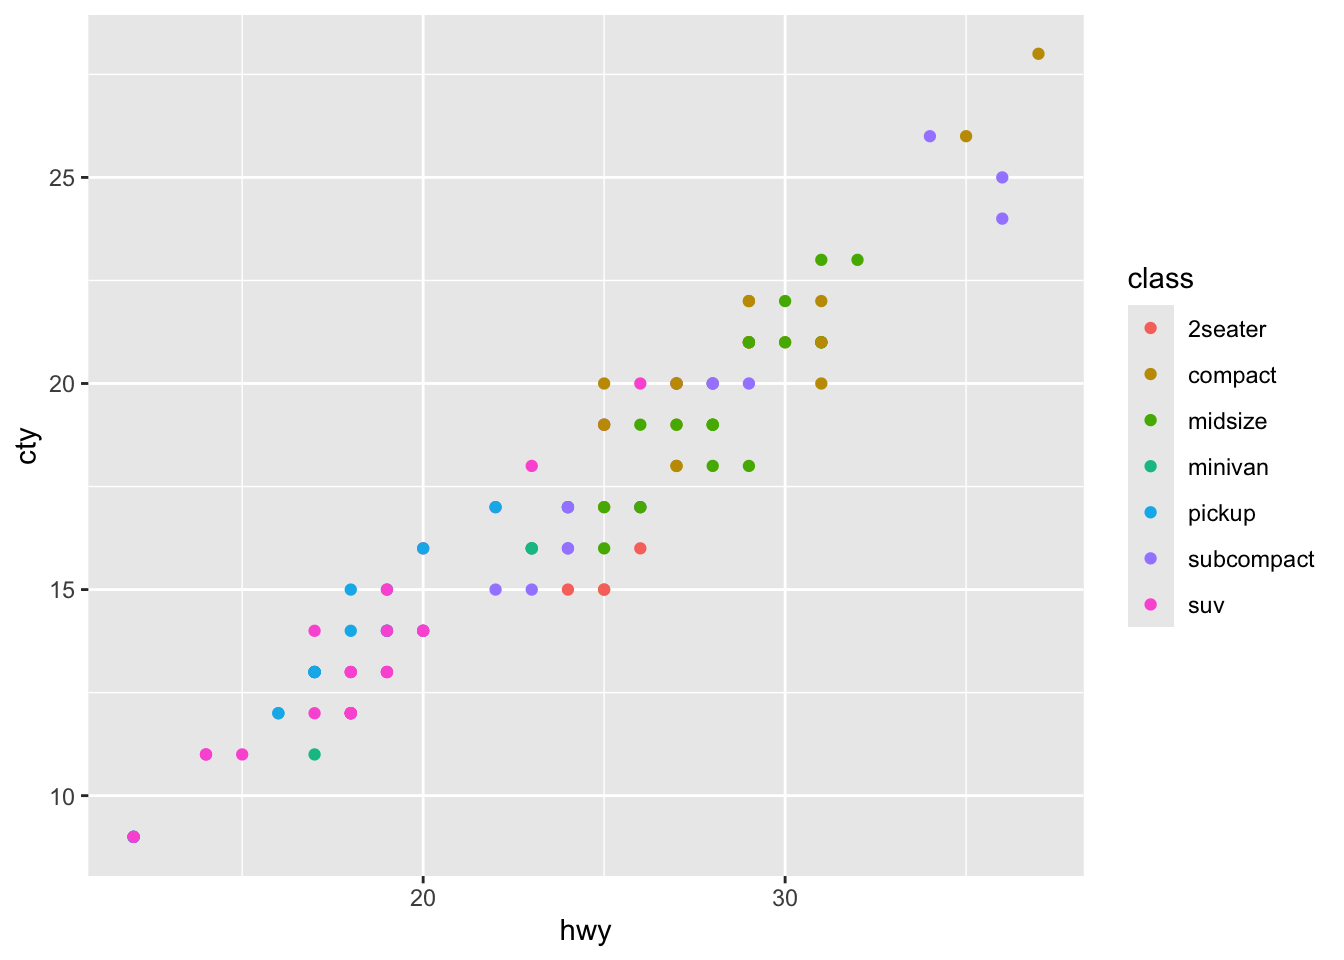 25
20
15
10
cty
20
30
hwy
class
2seater
compact
midsize
minivan
pickup
subcompact
suv